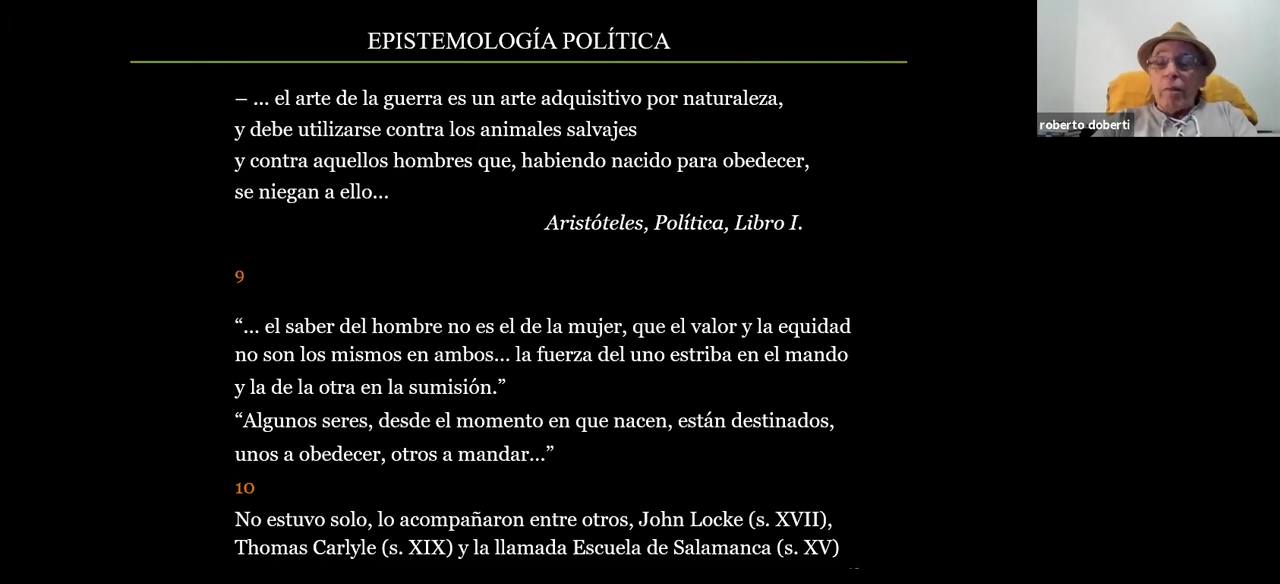 EPISTEMOLOGÍA POLÍTICA
– ... el arte de la guerra es un arte adquisitivo por naturaleza,
y debe utilizarse contra los animales salvajes
y contra aquellos hombres que, habiendo nacido para obedecer,
se niegan a ello...
Aristóteles, Política, Libro I.
9
“... el saber del hombre no es el de la mujer, que el valor y la equidad
no son los mismos en ambos... la fuerza del uno estriba en el mando
y la de la otra en la sumisión.”
“Algunos seres, desde el momento en que nacen, están destinados,
unos a obedecer, otros a mandar...”
10
No estuvo solo, lo acompañaron entre otros, John Locke (s. XVII),
Thomas Carlyle (s. XIX) y la llamada Escuela de Salamanca (s. XV)
roberto doberti